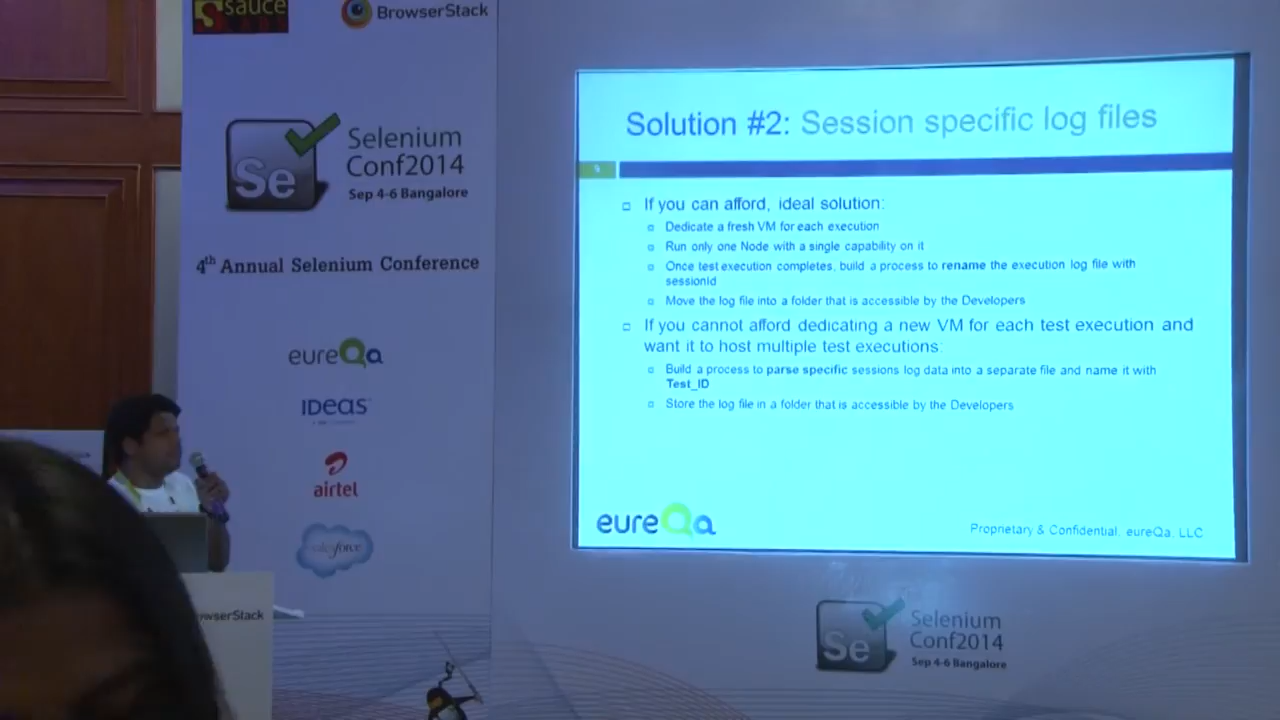 sauce
BrowserStack
Se
Selenium
Conf2014
Sep 4-6 Bangalore
4th Annual Selenium Conference
eureQa
IDeaS
airtel
salesforce
BrowserStack
Solution #2: Session specific log files
9
If you can afford, ideal solution:
Dedicate a fresh VM for each execution
Run only one Node with a single capability on it
Once test execution completes, build a process to rename the execution log file with
sessionId
Move the log file into a folder that is accessible by the Developers
If you cannot afford dedicating a new VM for each test execution and
want it to host multiple test executions:
Build a process to parse specific sessions log data into a separate file and name it with
Test_ID
Store the log file in a folder that is accessible by the Developers
eureQa
Proprietary & Confidential. eureQa. LLC
Se
Selenium
Conf2014
Sep 4-6 Bangalore